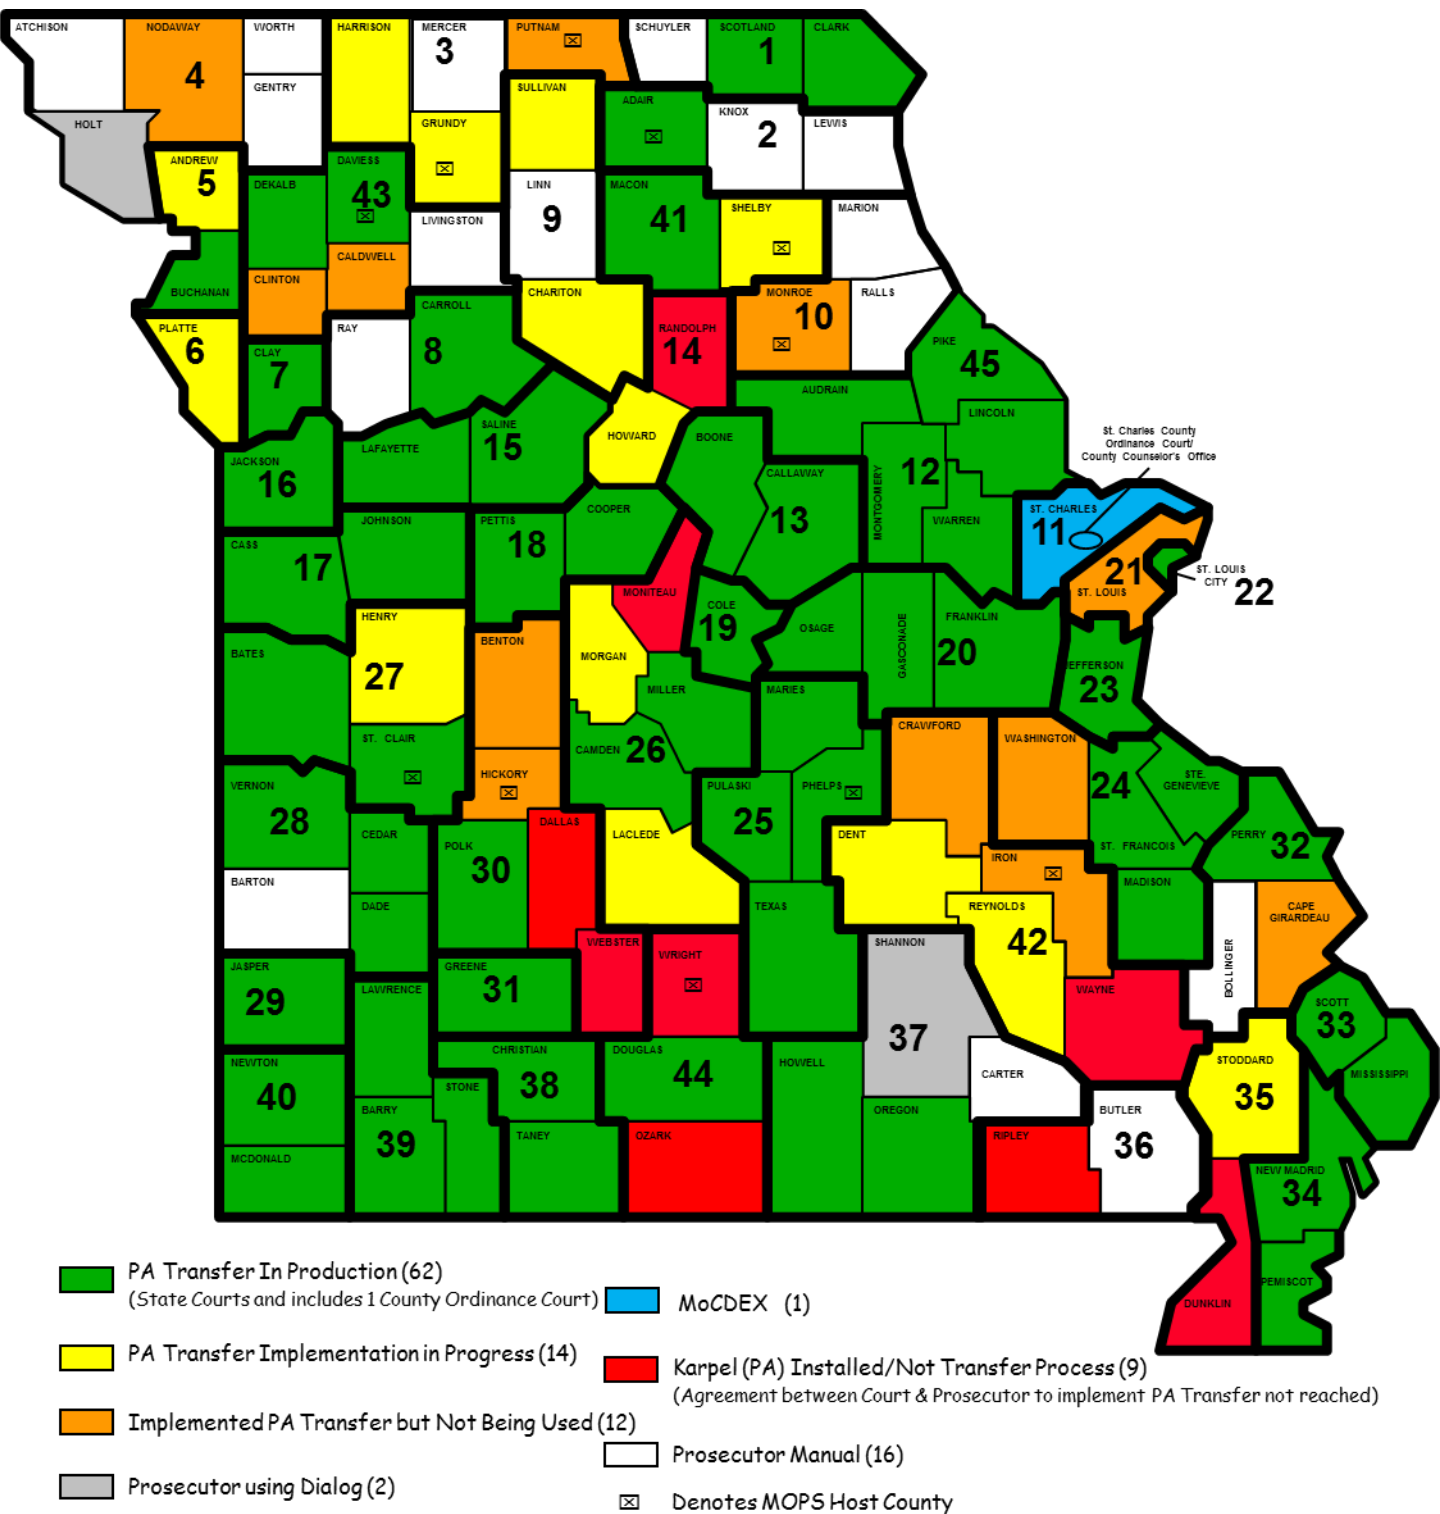 ATCHISON
NODAWAY
WORTH
HARRISON
MERCER
PUTNAM
SCHUYLER
SCOTLAND
CLARK
4
3
1
GENTRY
SULLIVAN
ADAIR
KNOX
LEWIS
HOLT
GRUNDY
2
ANDREW
5
DAVIESS
43
DEKALB
LINN
9
MACON
41
SHELBY
MARION
LIVINGSTON
CALDWELL
CLINTON
BUCHANAN
CARROLL
CHARITON
MONROE
10
RALLS
PLATTE
6
RAY
RANDOLPH
14
CLAY
7
8
PIKE
45
AUDRAIN
LINCOLN
HOWARD
BOONE
SALINE
15
LAFAYETTE
St. Charles County
Ordinance Court/
County Counselor's Office
JACKSON
16
CALLAWAY
13
MONTGOMERY
12
WARREN
ST. CHARLES
11
COOPER
JOHNSON
PETTIS
18
CASS
17
21
ST. LOUIS
ST. LOUIS
CITY
22
MONITEAU
COLE
19
OSAGE
GASCONADE
FRANKLIN
20
HENRY
27
BENTON
MORGAN
BATES
MILLER
MARIES
JEFFERSON
23
ST. CLAIR
CAMDEN
26
CRAWFORD
WASHINGTON
HICKORY
VERNON
28
PULASKI
25
PHELPS
24
STE.
GENEVIEVE
CEDAR
DALLAS
LACLEDE
DENT
PERRY
32
POLK
30
IRON
ST. FRANCOIS
BARTON
MADISON
DADE
TEXAS
REYNOLDS
42
CAPE
GIRARDEAU
WEBSTER
WRIGHT
SHANNON
37
BOLLINGER
JASPER
29
GREENE
31
LAWRENCE
WAYNE
SCOTT
33
NEWTON
40
CHRISTIAN
38
DOUGLAS
44
HOWELL
CARTER
STODDARD
35
MISSISSIPPI
STONE
BARRY
39
OREGON
BUTLER
36
MCDONALD
TANEY
OZARK
RIPLEY
NEW MADRID
34
PEMISCOT
DUNKLIN
PA Transfer In Production (62)
(State Courts and includes 1 County Ordinance Court)
MoCDEX (1)
PA Transfer Implementation in Progress (14)
Karpel (PA) Installed/Not Transfer Process (9)
(Agreement between Court & Prosecutor to implement PA Transfer not reached)
Implemented PA Transfer but Not Being Used (12)
Prosecutor Manual (16)
Prosecutor using Dialog (2)
Denotes MOPS Host County